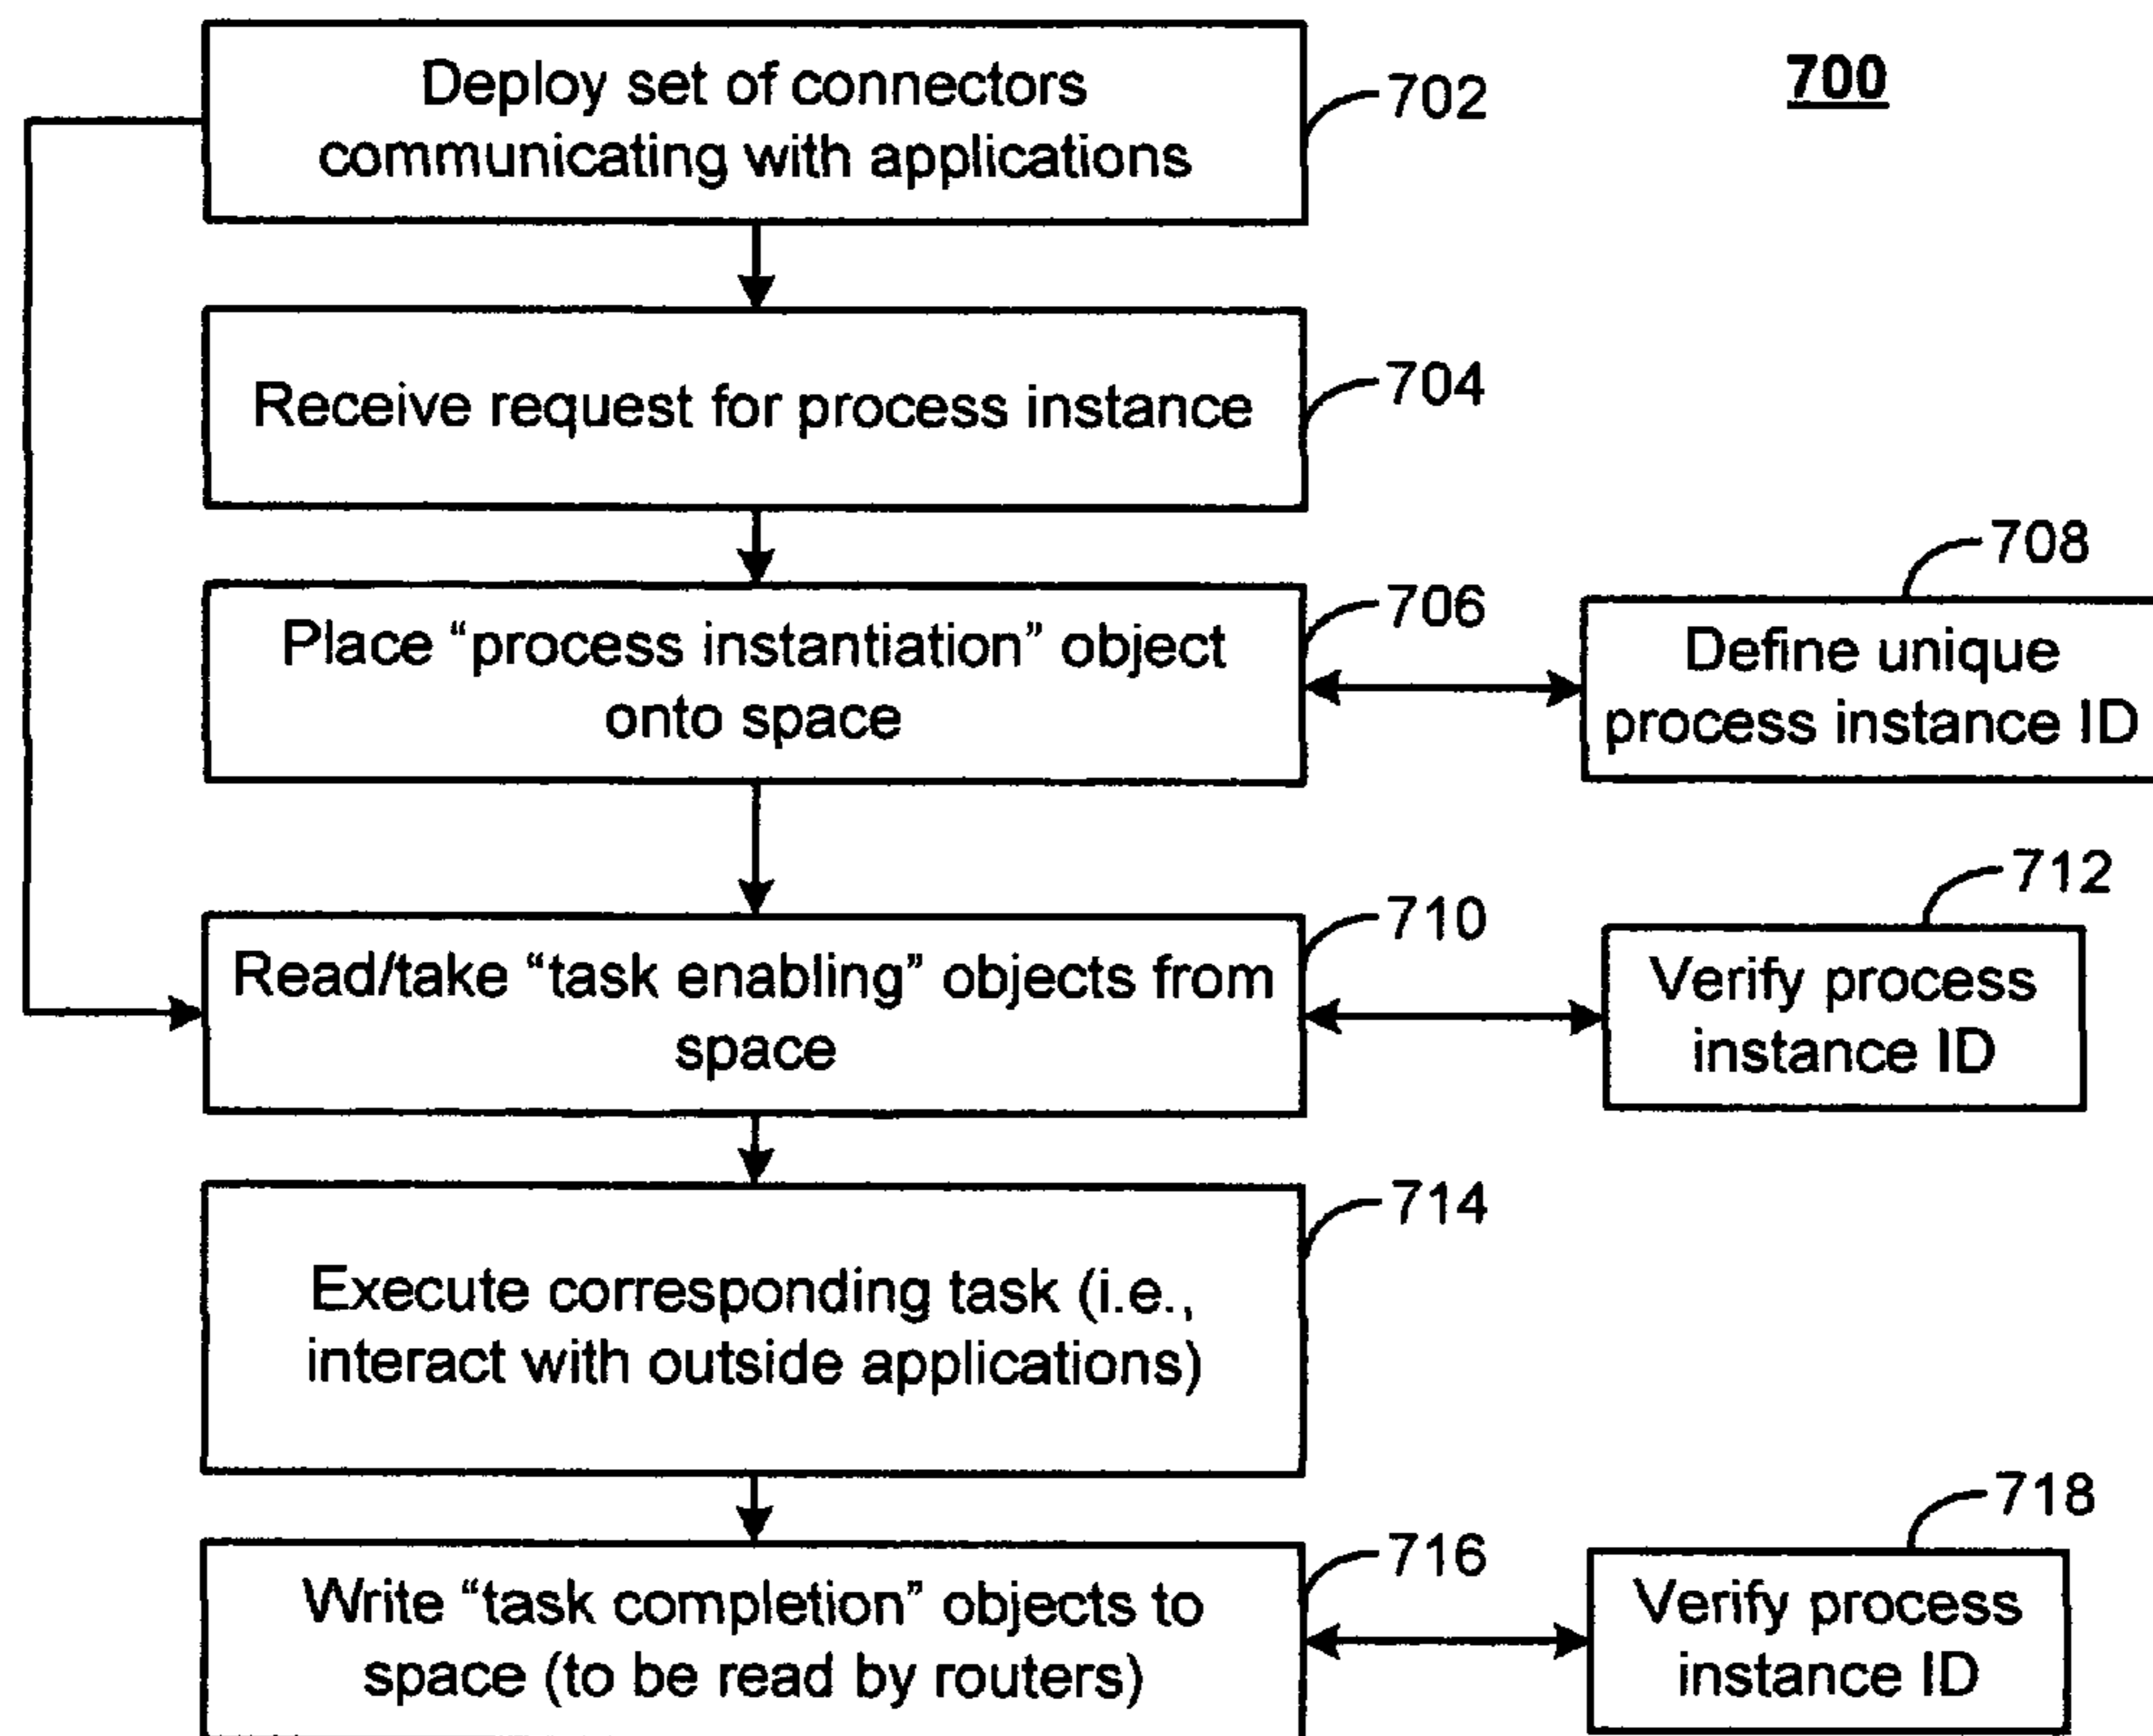 700
Deploy set of connectors
communicating with applications
702
Receive request for process instance
704
Place “process instantiation” object
onto space
706
708
Define unique
process instance ID
Read/take “task enabling” objects from
space
710
712
Verify process
instance ID
Execute corresponding task (i.e.,
interact with outside applications)
714
Write “task completion” objects to
space (to be read by routers)
716
718
Verify process
instance ID